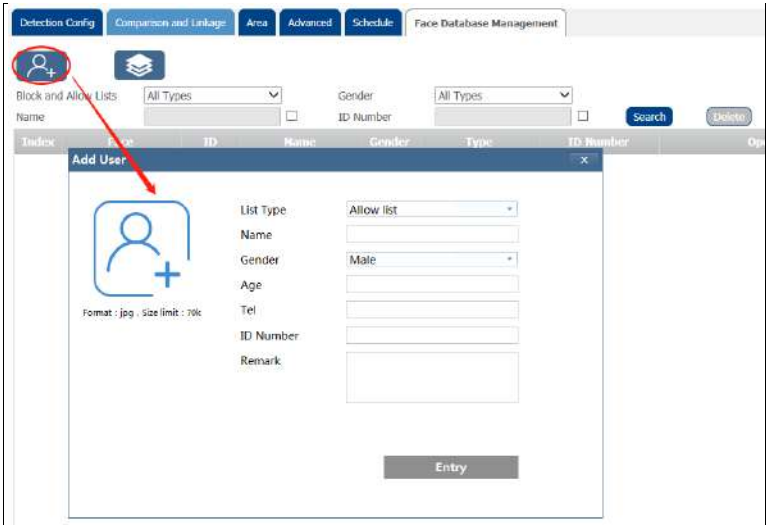 Detection Config Comparison and Linkage Area Advanced Schedule Face Database Management
Block and Allow Lists All Types Gender All Types
Name ID Number Search Delete
Index Face ID Name Gender Type ID Number Ope
Add User x
List Type Allow list
Name
Gender Male
Age
Format : jpg . Size limit : 70k Tel
ID Number
Remark
Entry